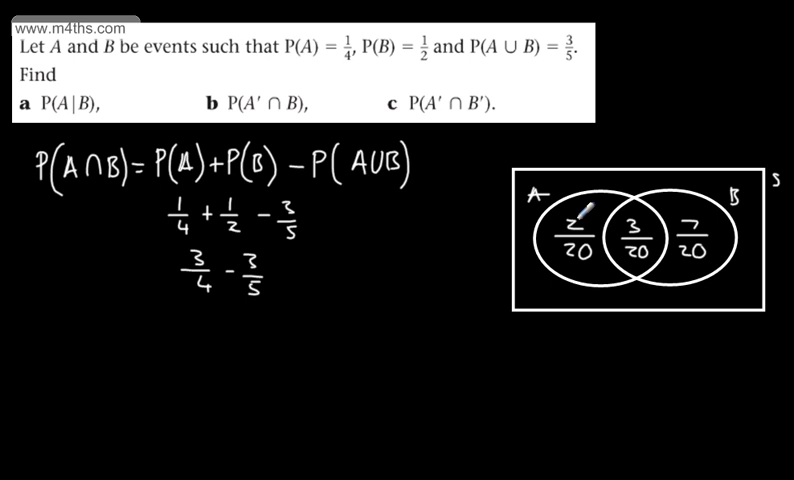 www.m4ths.com
Let A and B be events such that P(A) = 1/4, P(B) = 1/2 and P(A ∪ B) = 3/5.
Find
a P(A|B), b P(A′ ∩ B), c P(A′ ∩ B′).
P(A∩B) = P(A)+P(B) − P(A∪B)
1/4 + 1/2 − 3/5
3/4 − 3/5
S
A B
2/20 3/20 7/20